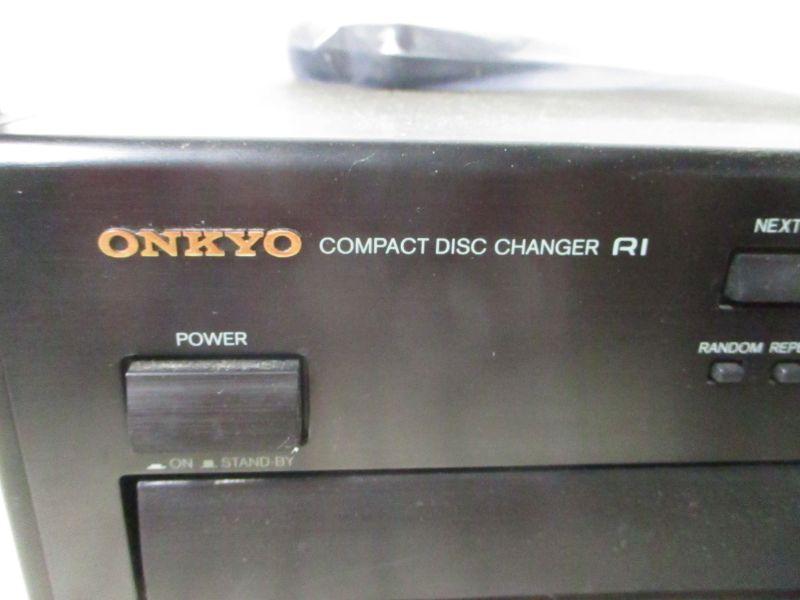 ONKYO COMPACT DISC CHANGER RI
NEXT
POWER
RANDOM
ON STAND-BY